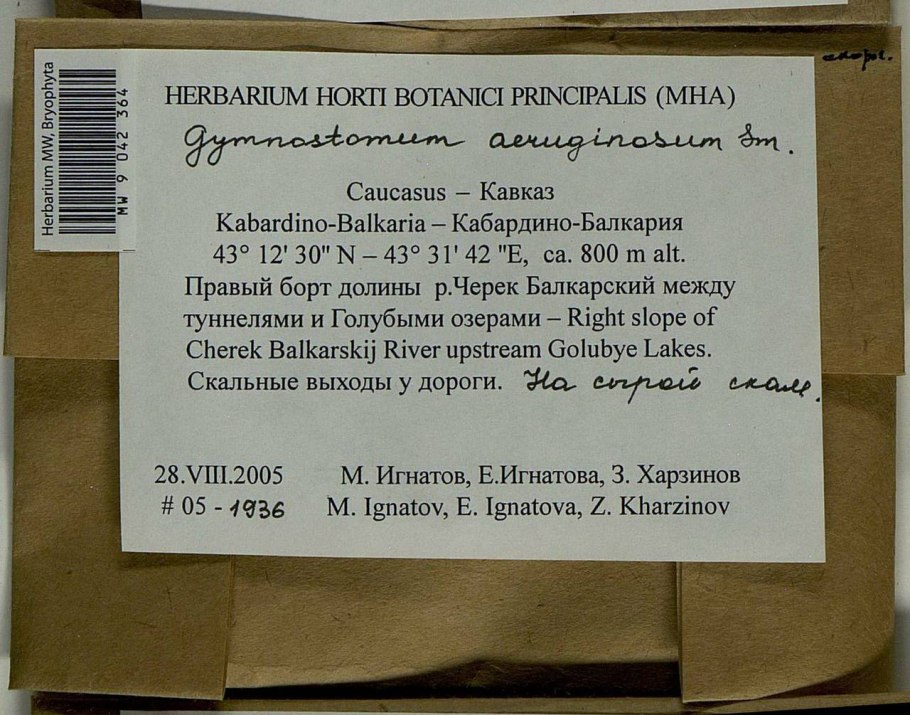 Herbarium MW, Bryophyta
MW 9 042 364
HERBARIUM HORTI BOTANICI PRINCIPALIS (MHA)
Gymnostomum aeruginosum Sm.
Caucasus – Кавказ
Kabardino-Balkaria – Кабардино-Балкария
43° 12' 30" N – 43° 31' 42 "E, ca. 800 m alt.
Правый борт долины р.Черек Балкарский между
туннелями и Голубыми озерами – Right slope of
Cherek Balkarskij River upstream Golubye Lakes.
Скальные выходы у дороги. На сырой скале.
28.VIII.2005 М. Игнатов, Е.Игнатова, З. Харзинов
# 05 - 1936 M. Ignatov, E. Ignatova, Z. Kharzinov